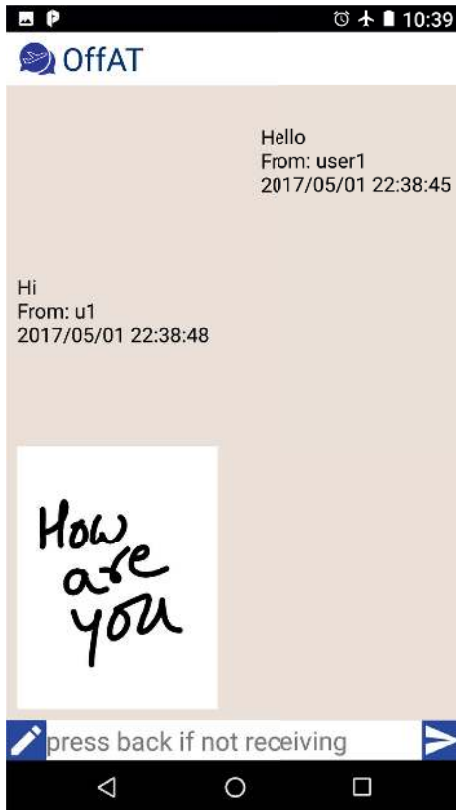 10:39
OffAT
Hello
From: user1
2017/05/01 22:38:45
Hi
From: u1
2017/05/01 22:38:48
How
are
you
press back if not receiving